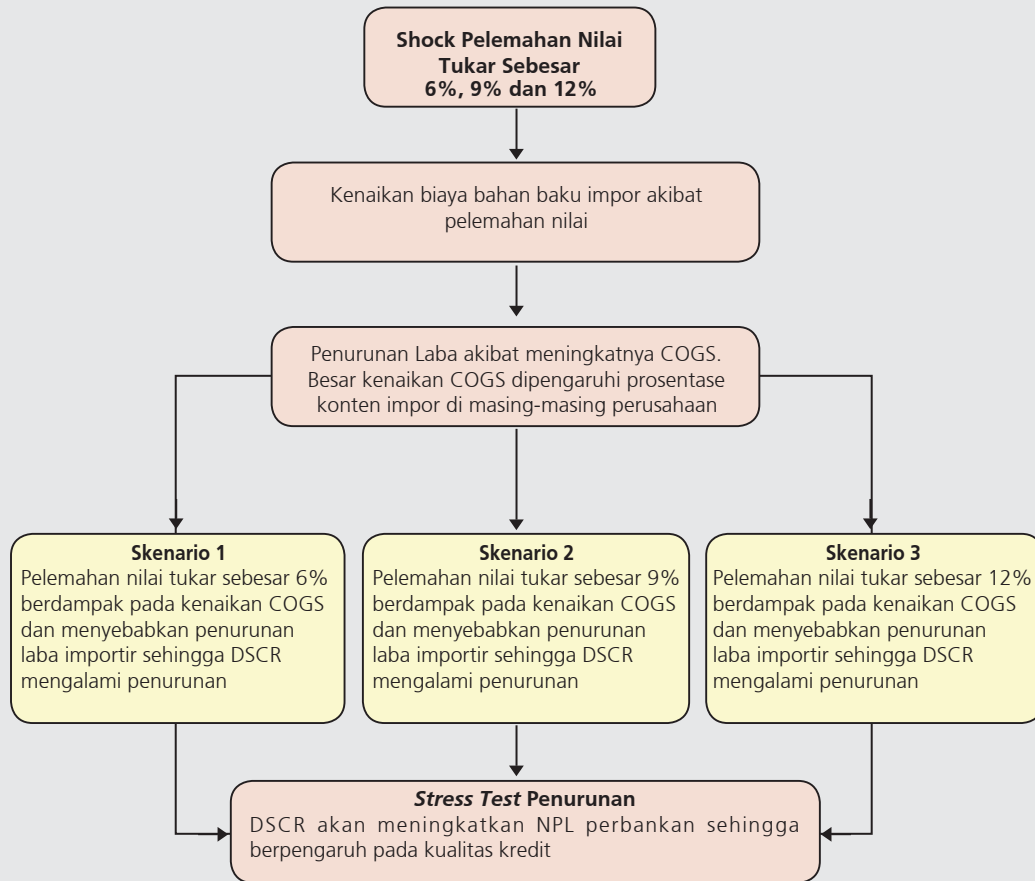 Shock Pelemahan Nilai
Tukar Sebesar
6%, 9% dan 12%
Kenaikan biaya bahan baku impor akibat
pelemahan nilai
Penurunan Laba akibat meningkatnya COGS.
Besar kenaikan COGS dipengaruhi prosentase
konten impor di masing-masing perusahaan
Skenario 1
Pelemahan nilai tukar sebesar 6%
berdampak pada kenaikan COGS
dan menyebabkan penurunan
laba importir sehingga DSCR
mengalami penurunan
Skenario 2
Pelemahan nilai tukar sebesar 9%
berdampak pada kenaikan COGS
dan menyebabkan penurunan
laba importir sehingga DSCR
mengalami penurunan
Skenario 3
Pelemahan nilai tukar sebesar 12%
berdampak pada kenaikan COGS
dan menyebabkan penurunan
laba importir sehingga DSCR
mengalami penurunan
Stress Test Penurunan
DSCR akan meningkatkan NPL perbankan sehingga
berpengaruh pada kualitas kredit